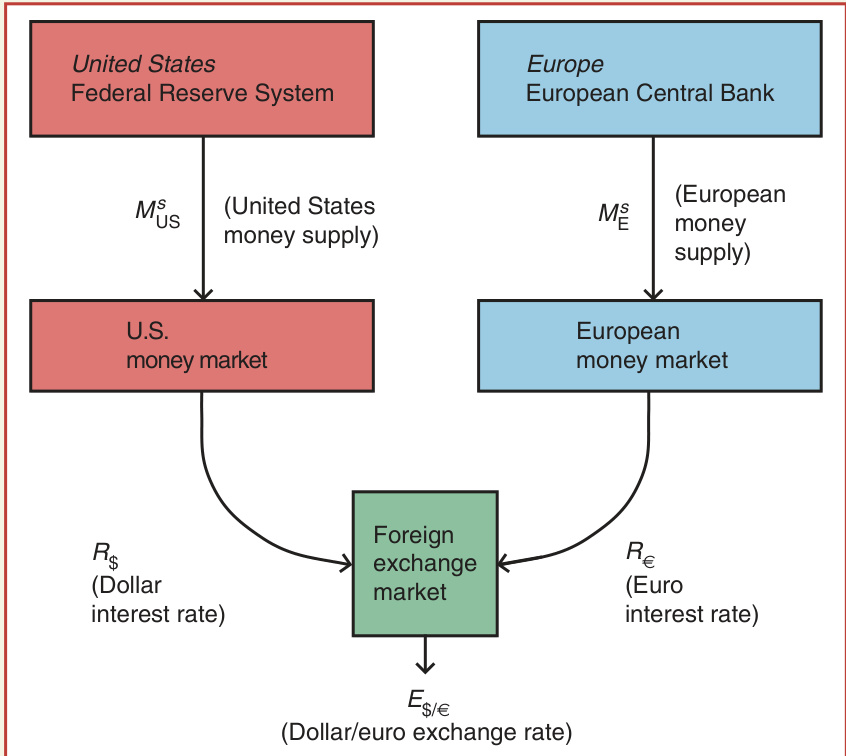 United States
Federal Reserve System
Europe
European Central Bank
M^s_US
(United States
money supply)
M^s_E
(European
money
supply)
U.S.
money market
European
money market
Foreign
exchange
market
R_$
(Dollar
interest rate)
R_€
(Euro
interest rate)
E_$/€
(Dollar/euro exchange rate)